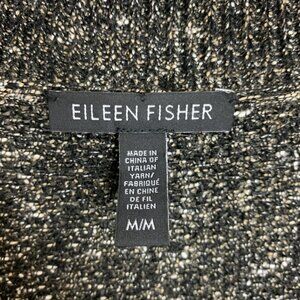 EILEEN FISHER
MADE IN
CHINA OF
ITALIAN
YARN/
FABRIQUÉ
EN CHINE
DE FIL
ITALIEN
M/M